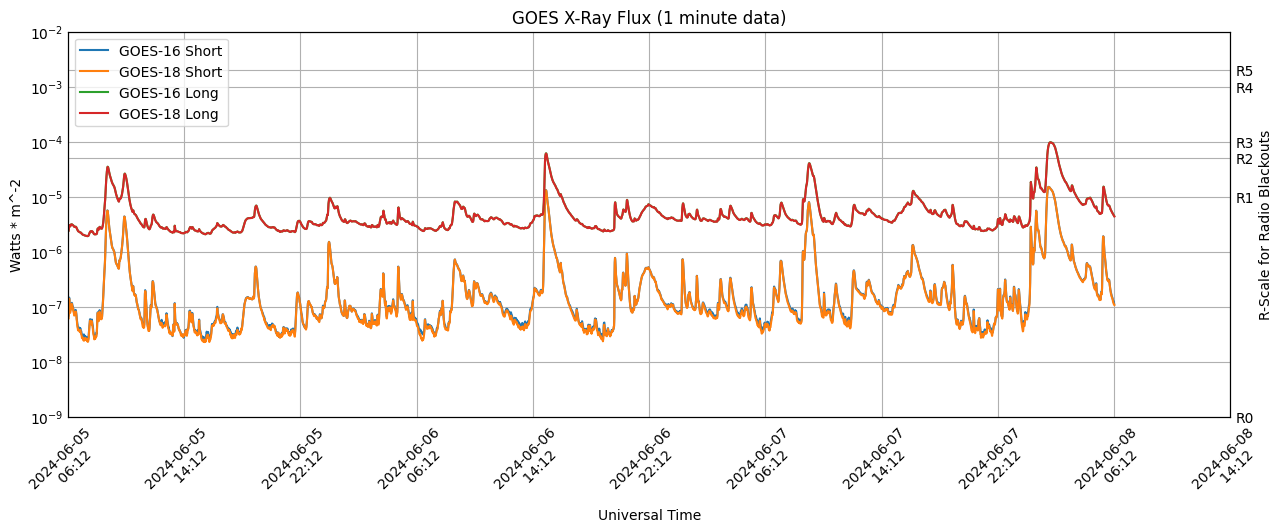 GOES X-Ray Flux (1 minute data)
GOES-16 Short
GOES-18 Short
GOES-16 Long
GOES-18 Long
Watts * m^-2
10^-2
10^-3
10^-4
10^-5
10^-6
10^-7
10^-8
10^-9
R5
R4
R3
R2
R1
R0
R-Scale for Radio Blackouts
2024-06-05
06:12
2024-06-05
14:12
2024-06-05
22:12
2024-06-06
06:12
2024-06-06
14:12
2024-06-06
22:12
2024-06-07
06:12
2024-06-07
14:12
2024-06-07
22:12
2024-06-08
06:12
2024-06-08
14:12
Universal Time